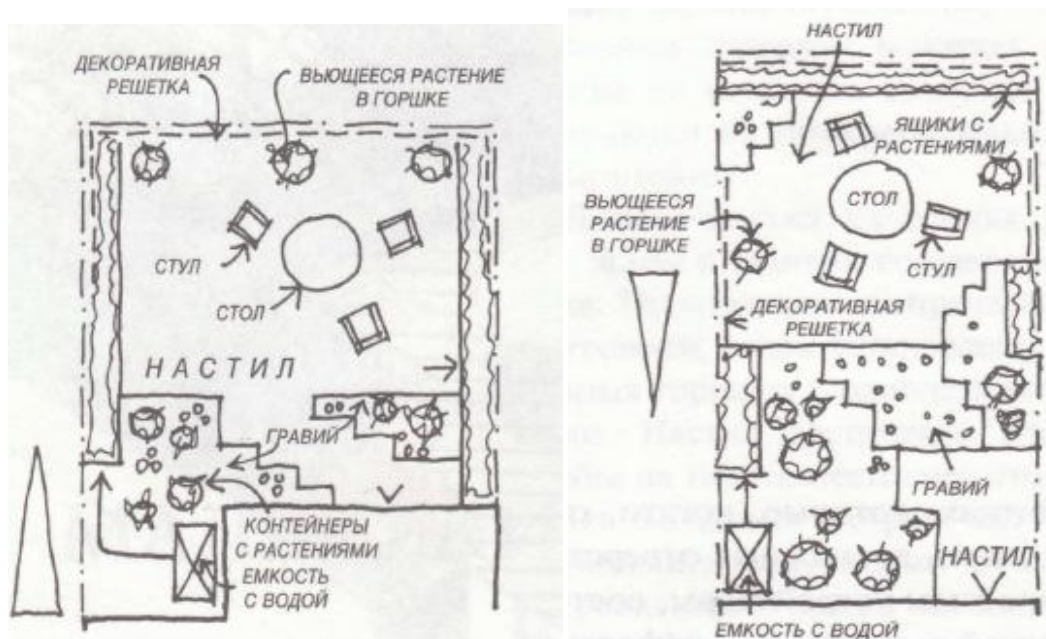 ДЕКОРАТИВНАЯ
РЕШЕТКА
ВЬЮЩЕЕСЯ РАСТЕНИЕ
В ГОРШКЕ
СТУЛ
СТОЛ
НАСТИЛ
ГРАВИЙ
КОНТЕЙНЕРЫ
С РАСТЕНИЯМИ
ЕМКОСТЬ
С ВОДОЙ
НАСТИЛ
ЯЩИКИ С
РАСТЕНИЯМИ
СТОЛ
ВЬЮЩЕЕСЯ
РАСТЕНИЕ
В ГОРШКЕ
СТУЛ
ДЕКОРАТИВНАЯ
РЕШЕТКА
ГРАВИЙ
НАСТИЛ
ЕМКОСТЬ С ВОДОЙ